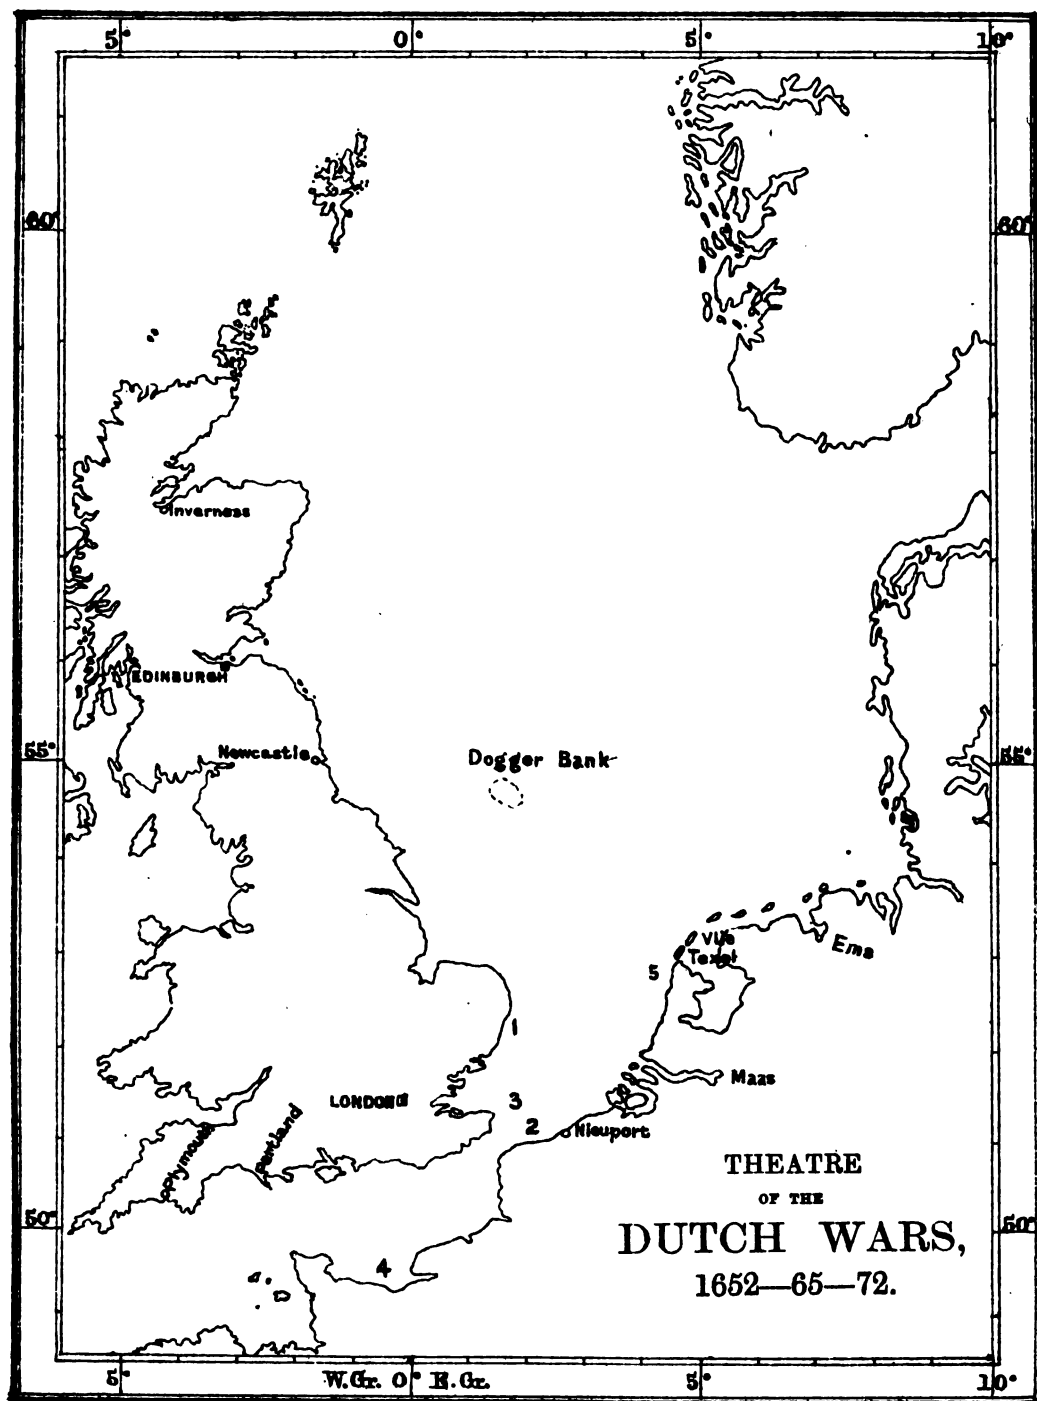 5° 0° 5° 10°
60° 60°
Inverness
EDINBURGH
55° 55°
Newcastle
Dogger Bank
Vlie
Texel
Ems
5
1
Maas
LONDON
3
2
Nieuport
Plymouth
Portland
THEATRE
OF THE
DUTCH WARS,
1652—65—72.
50° 50°
4
5° W.Gr. 0° E.Gr. 5° 10°